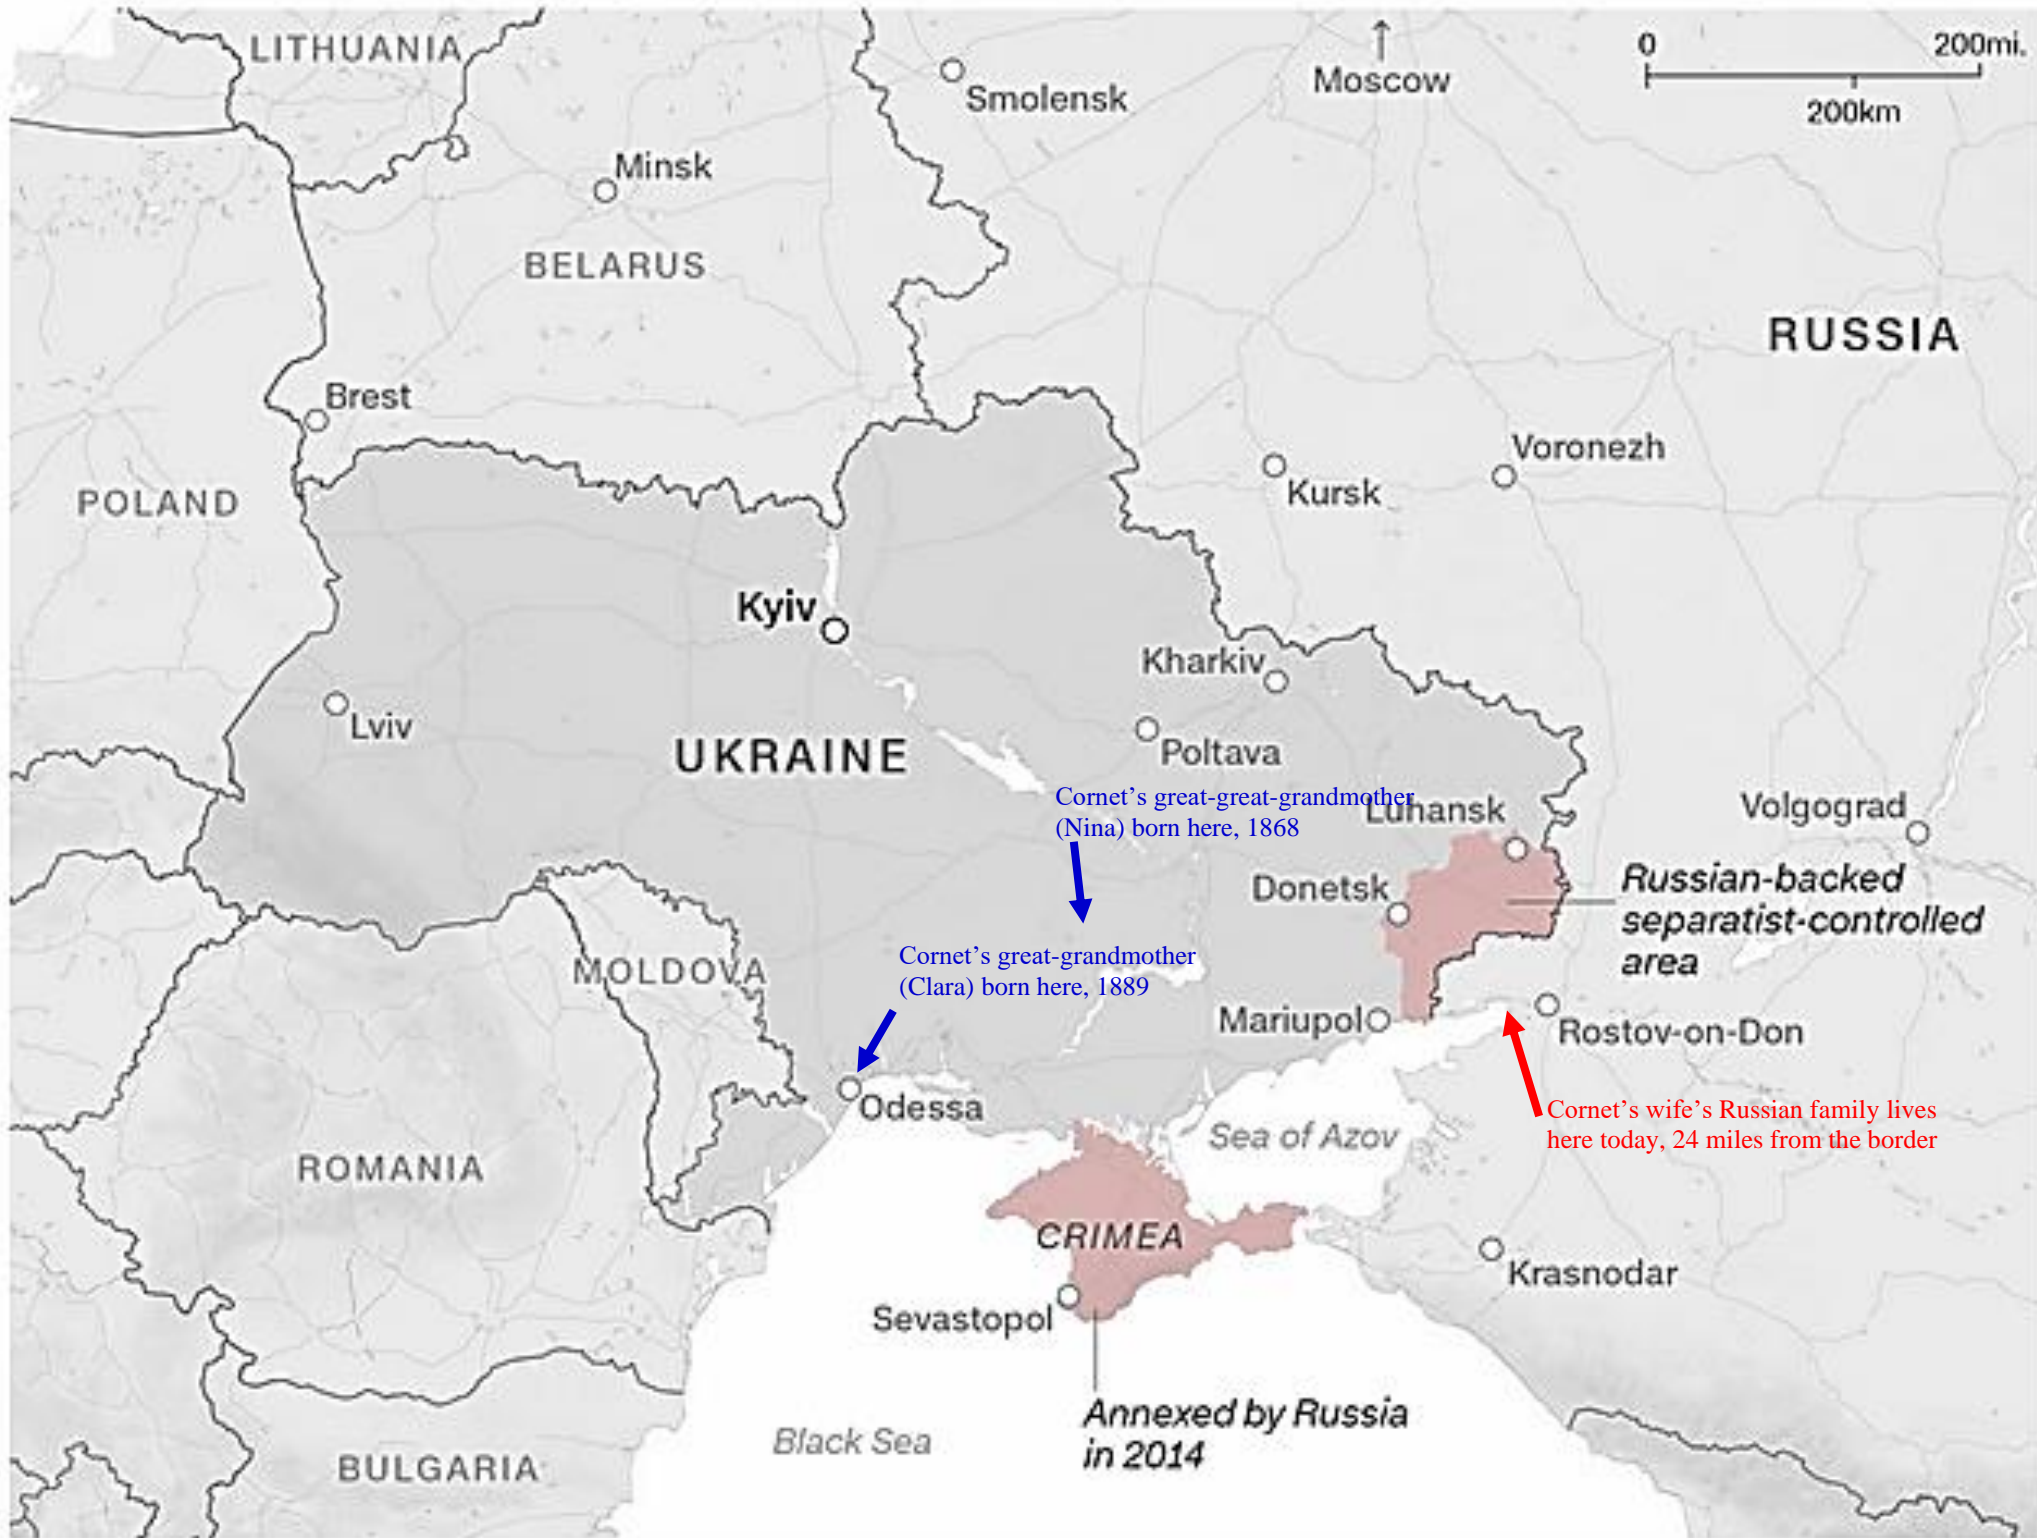 LITHUANIA
Smolensk
Moscow
0
200mi.
200km
Minsk
BELARUS
RUSSIA
Brest
Voronezh
POLAND
Kursk
Kyiv
Kharkiv
Lviv
UKRAINE
Poltava
Cornet’s great-great-grandmother
(Nina) born here, 1868
Luhansk
Volgograd
Donetsk
Russian-backed
separatist-controlled
area
Cornet’s great-grandmother
(Clara) born here, 1889
MOLDOVA
Mariupol
Rostov-on-Don
Odessa
Cornet’s wife’s Russian family lives
here today, 24 miles from the border
Sea of Azov
ROMANIA
CRIMEA
Krasnodar
Sevastopol
Annexed by Russia
in 2014
Black Sea
BULGARIA